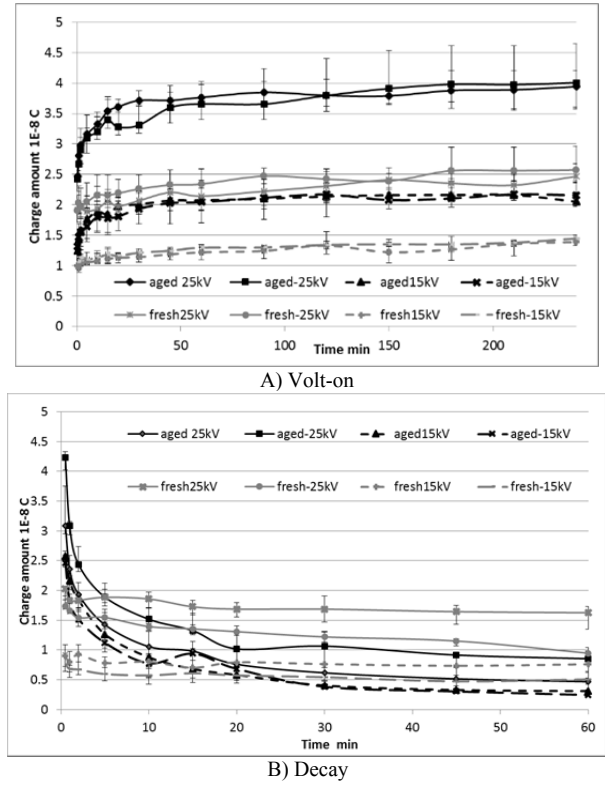 5
4.5
4
3.5
3
2.5
2
1.5
1
0.5
0
Charge amount 1E-8 C
aged 25kV aged-25kV aged15kV aged-15kV
fresh25kV fresh-25kV fresh15kV fresh-15kV
0 50 100 150 200
Time min
A) Volt-on
5
4.5
4
3.5
3
2.5
2
1.5
1
0.5
0
Charge amount 1E-8 C
aged 25kV aged-25kV aged15kV aged-15kV
fresh25kV fresh-25kV fresh15kV fresh-15kV
0 10 20 30 40 50 60
Time min
B) Decay